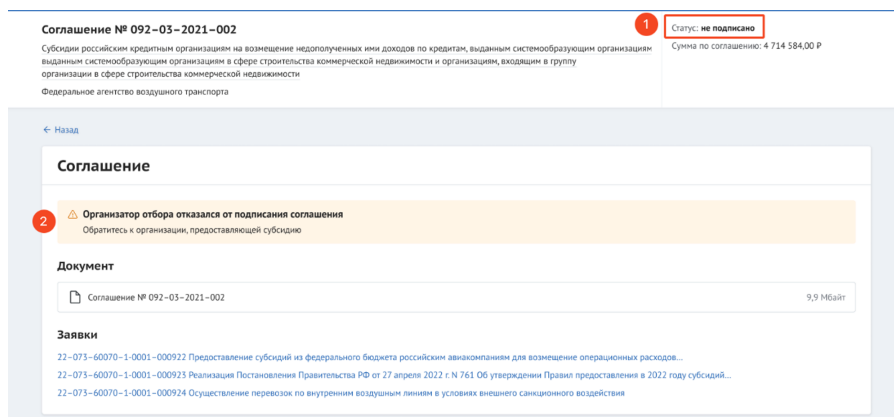 Соглашение № 092-03-2021-002
1
Статус: не подписано
Субсидии российским кредитным организациям на возмещение недополученных ими доходов по кредитам, выданным системообразующим организациям
выданным системообразующим организациям в сфере строительства коммерческой недвижимости и организациям, входящим в группу
организации в сфере строительства коммерческой недвижимости
Сумма по соглашению: 4 714 584,00 ₽
Федеральное агентство воздушного транспорта
← Назад
Соглашение
2
Организатор отбора отказался от подписания соглашения
Обратитесь к организации, предоставляющей субсидию
Документ
Соглашение № 092-03-2021-002 9,9 Мбайт
Заявки
22-073-60070-1-0001-000922 Предоставление субсидий из федерального бюджета российским авиакомпаниям для возмещение операционных расходов...
22-073-60070-1-0001-000923 Реализация Постановления Правительства РФ от 27 апреля 2022 г. N 761 Об утверждении Правил предоставления в 2022 году субсидий...
22-073-60070-1-0001-000924 Осуществление перевозок по внутренним воздушным линиям в условиях внешнего санкционного воздействия